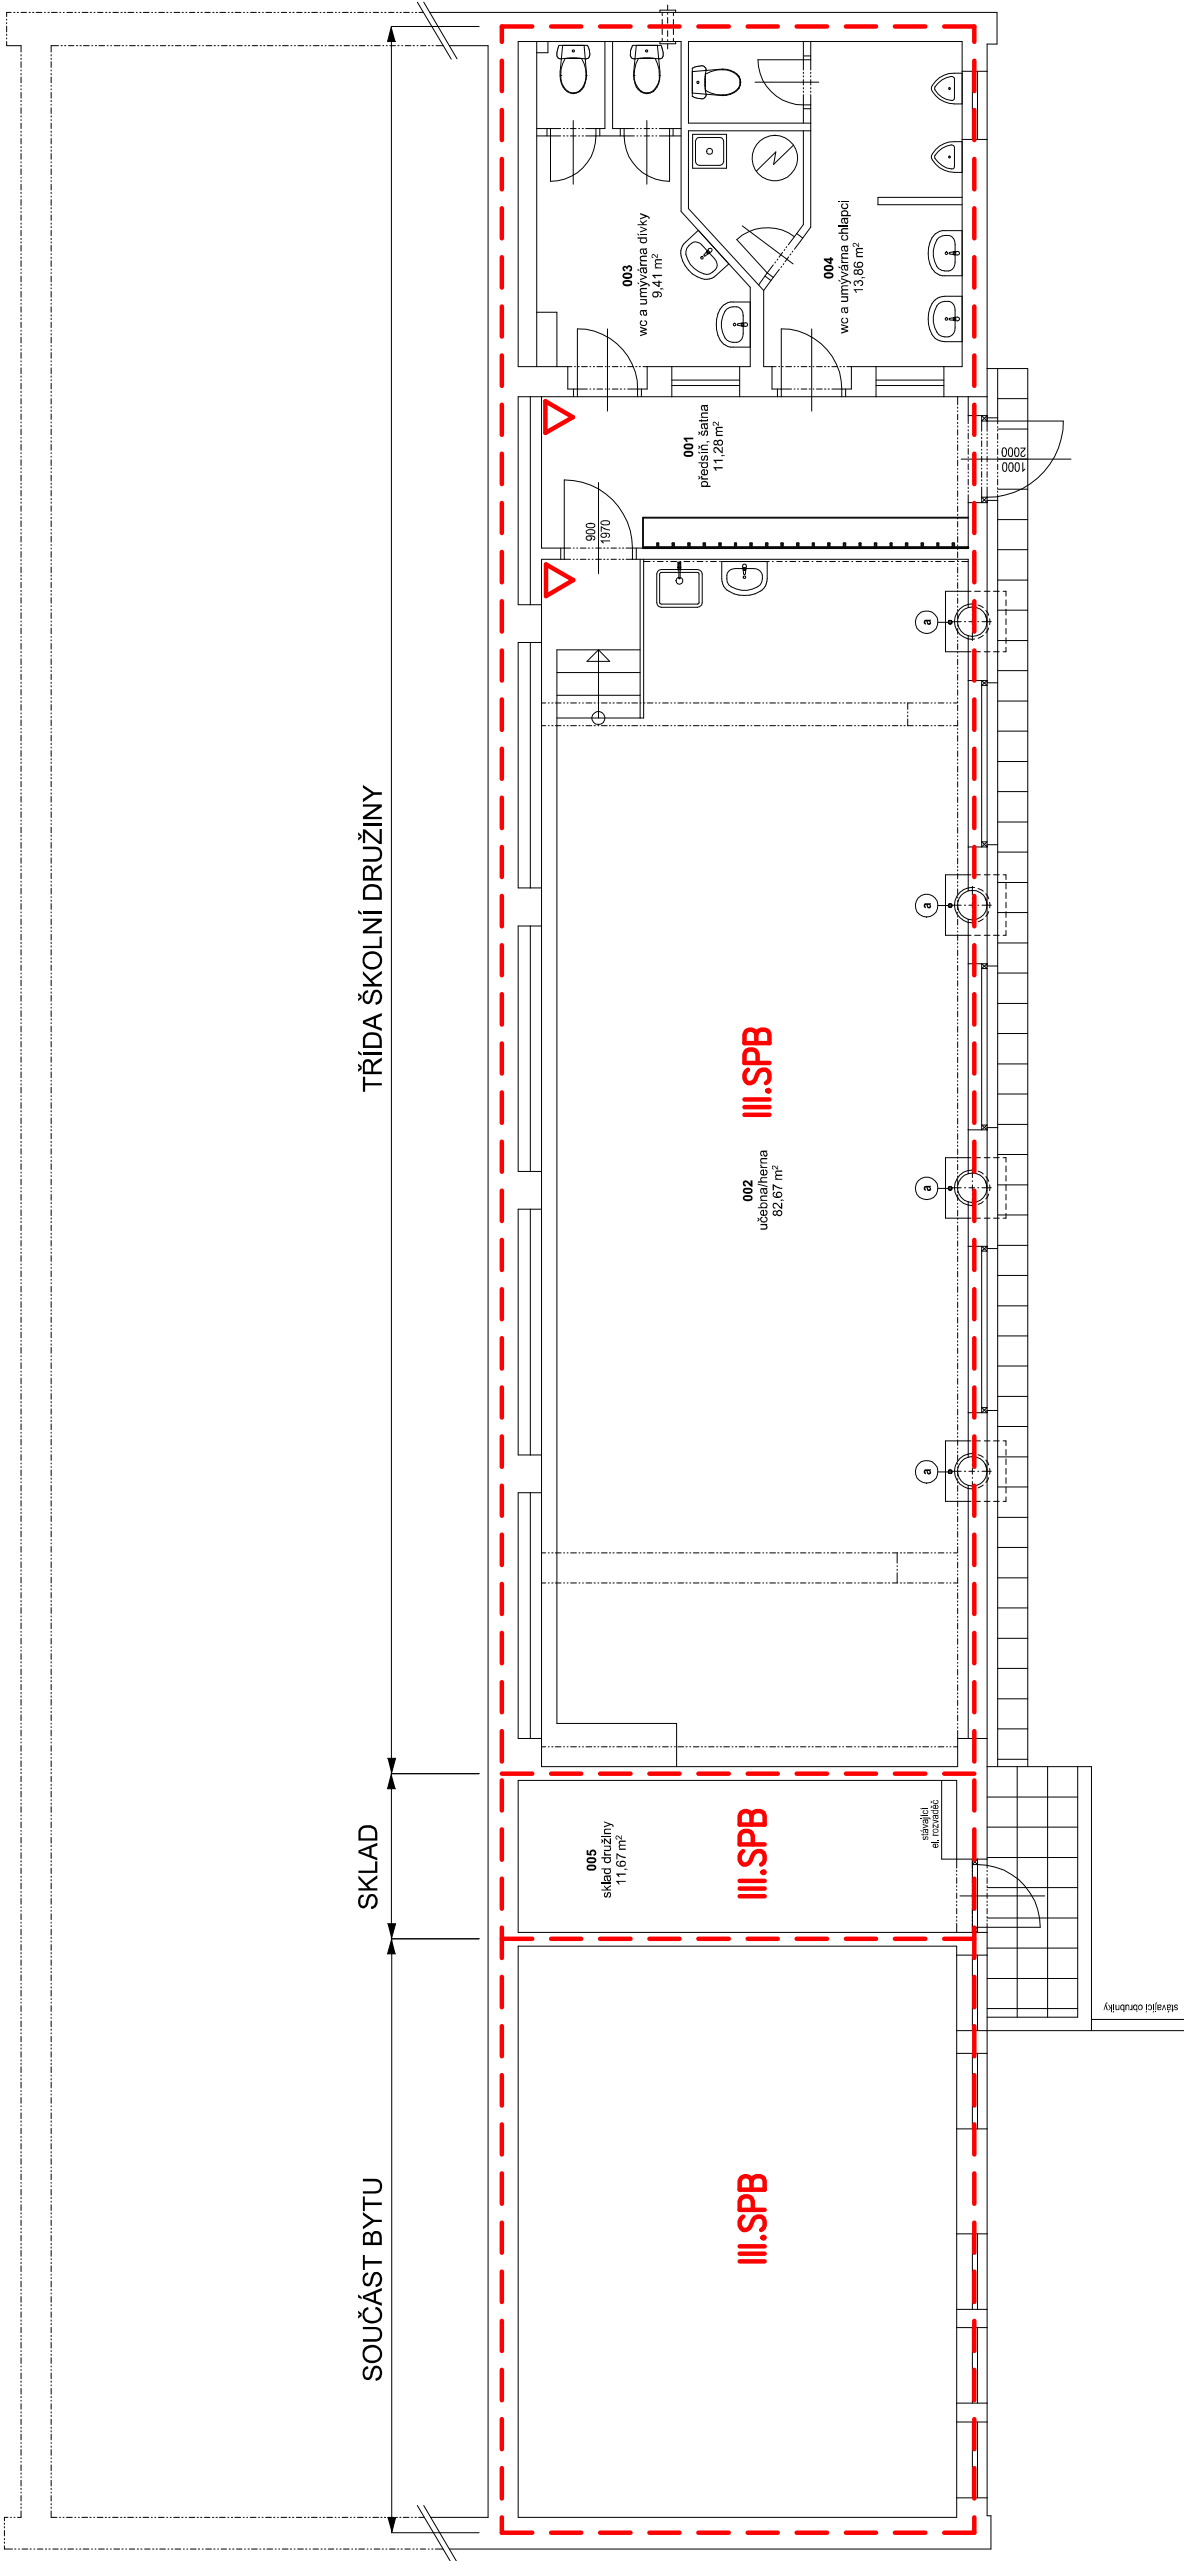 TŘÍDA ŠKOLNÍ DRUŽINY
SKLAD
SOUČÁST BYTU
003
wc a umývárna dívky
9,41 m²
004
wc a umývárna chlapci
13,86 m²
001
předsíň, šatna
11,28 m²
900
1970
1000
2000
a
a
a
a
III.SPB
002
učebna/herna
82,67 m²
005
sklad družiny
11,67 m²
III.SPB
stávající
el. rozvaděč
stávající obrubníky
III.SPB